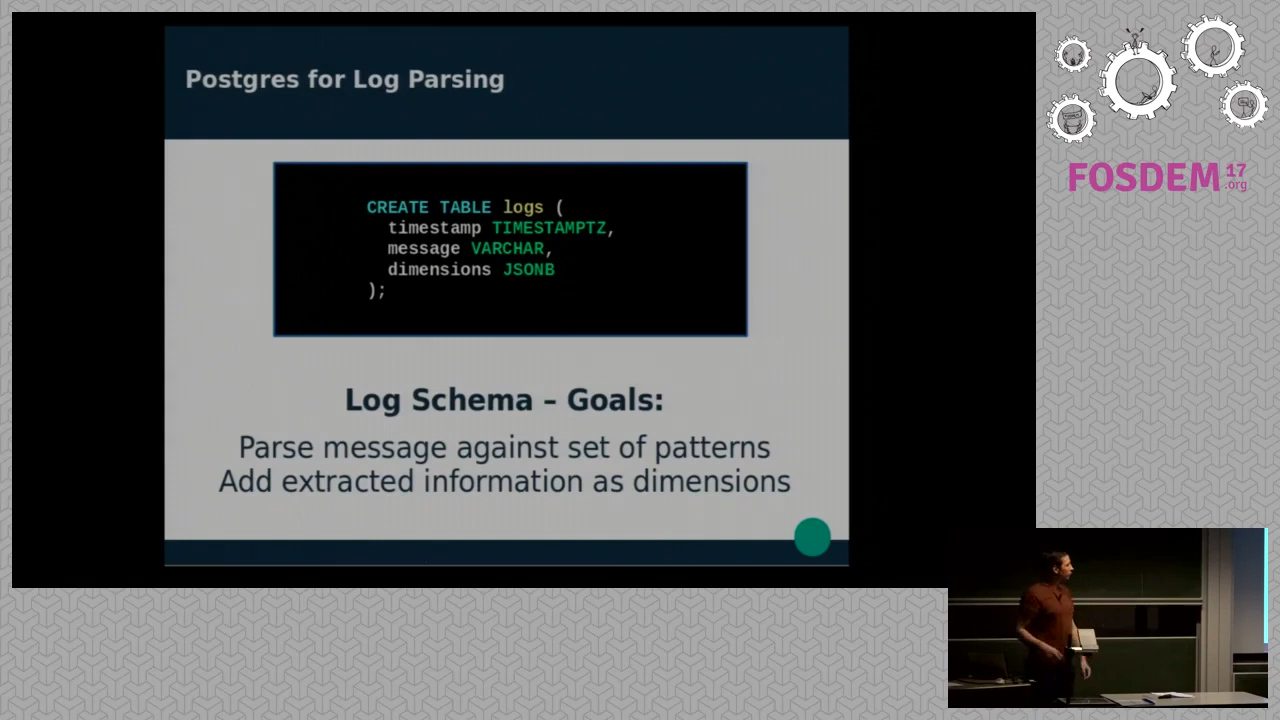 Postgres for Log Parsing
CREATE TABLE logs (
timestamp TIMESTAMPTZ,
message VARCHAR,
dimensions JSONB
);
Log Schema – Goals:
Parse message against set of patterns
Add extracted information as dimensions
FOSDEM 17
.org